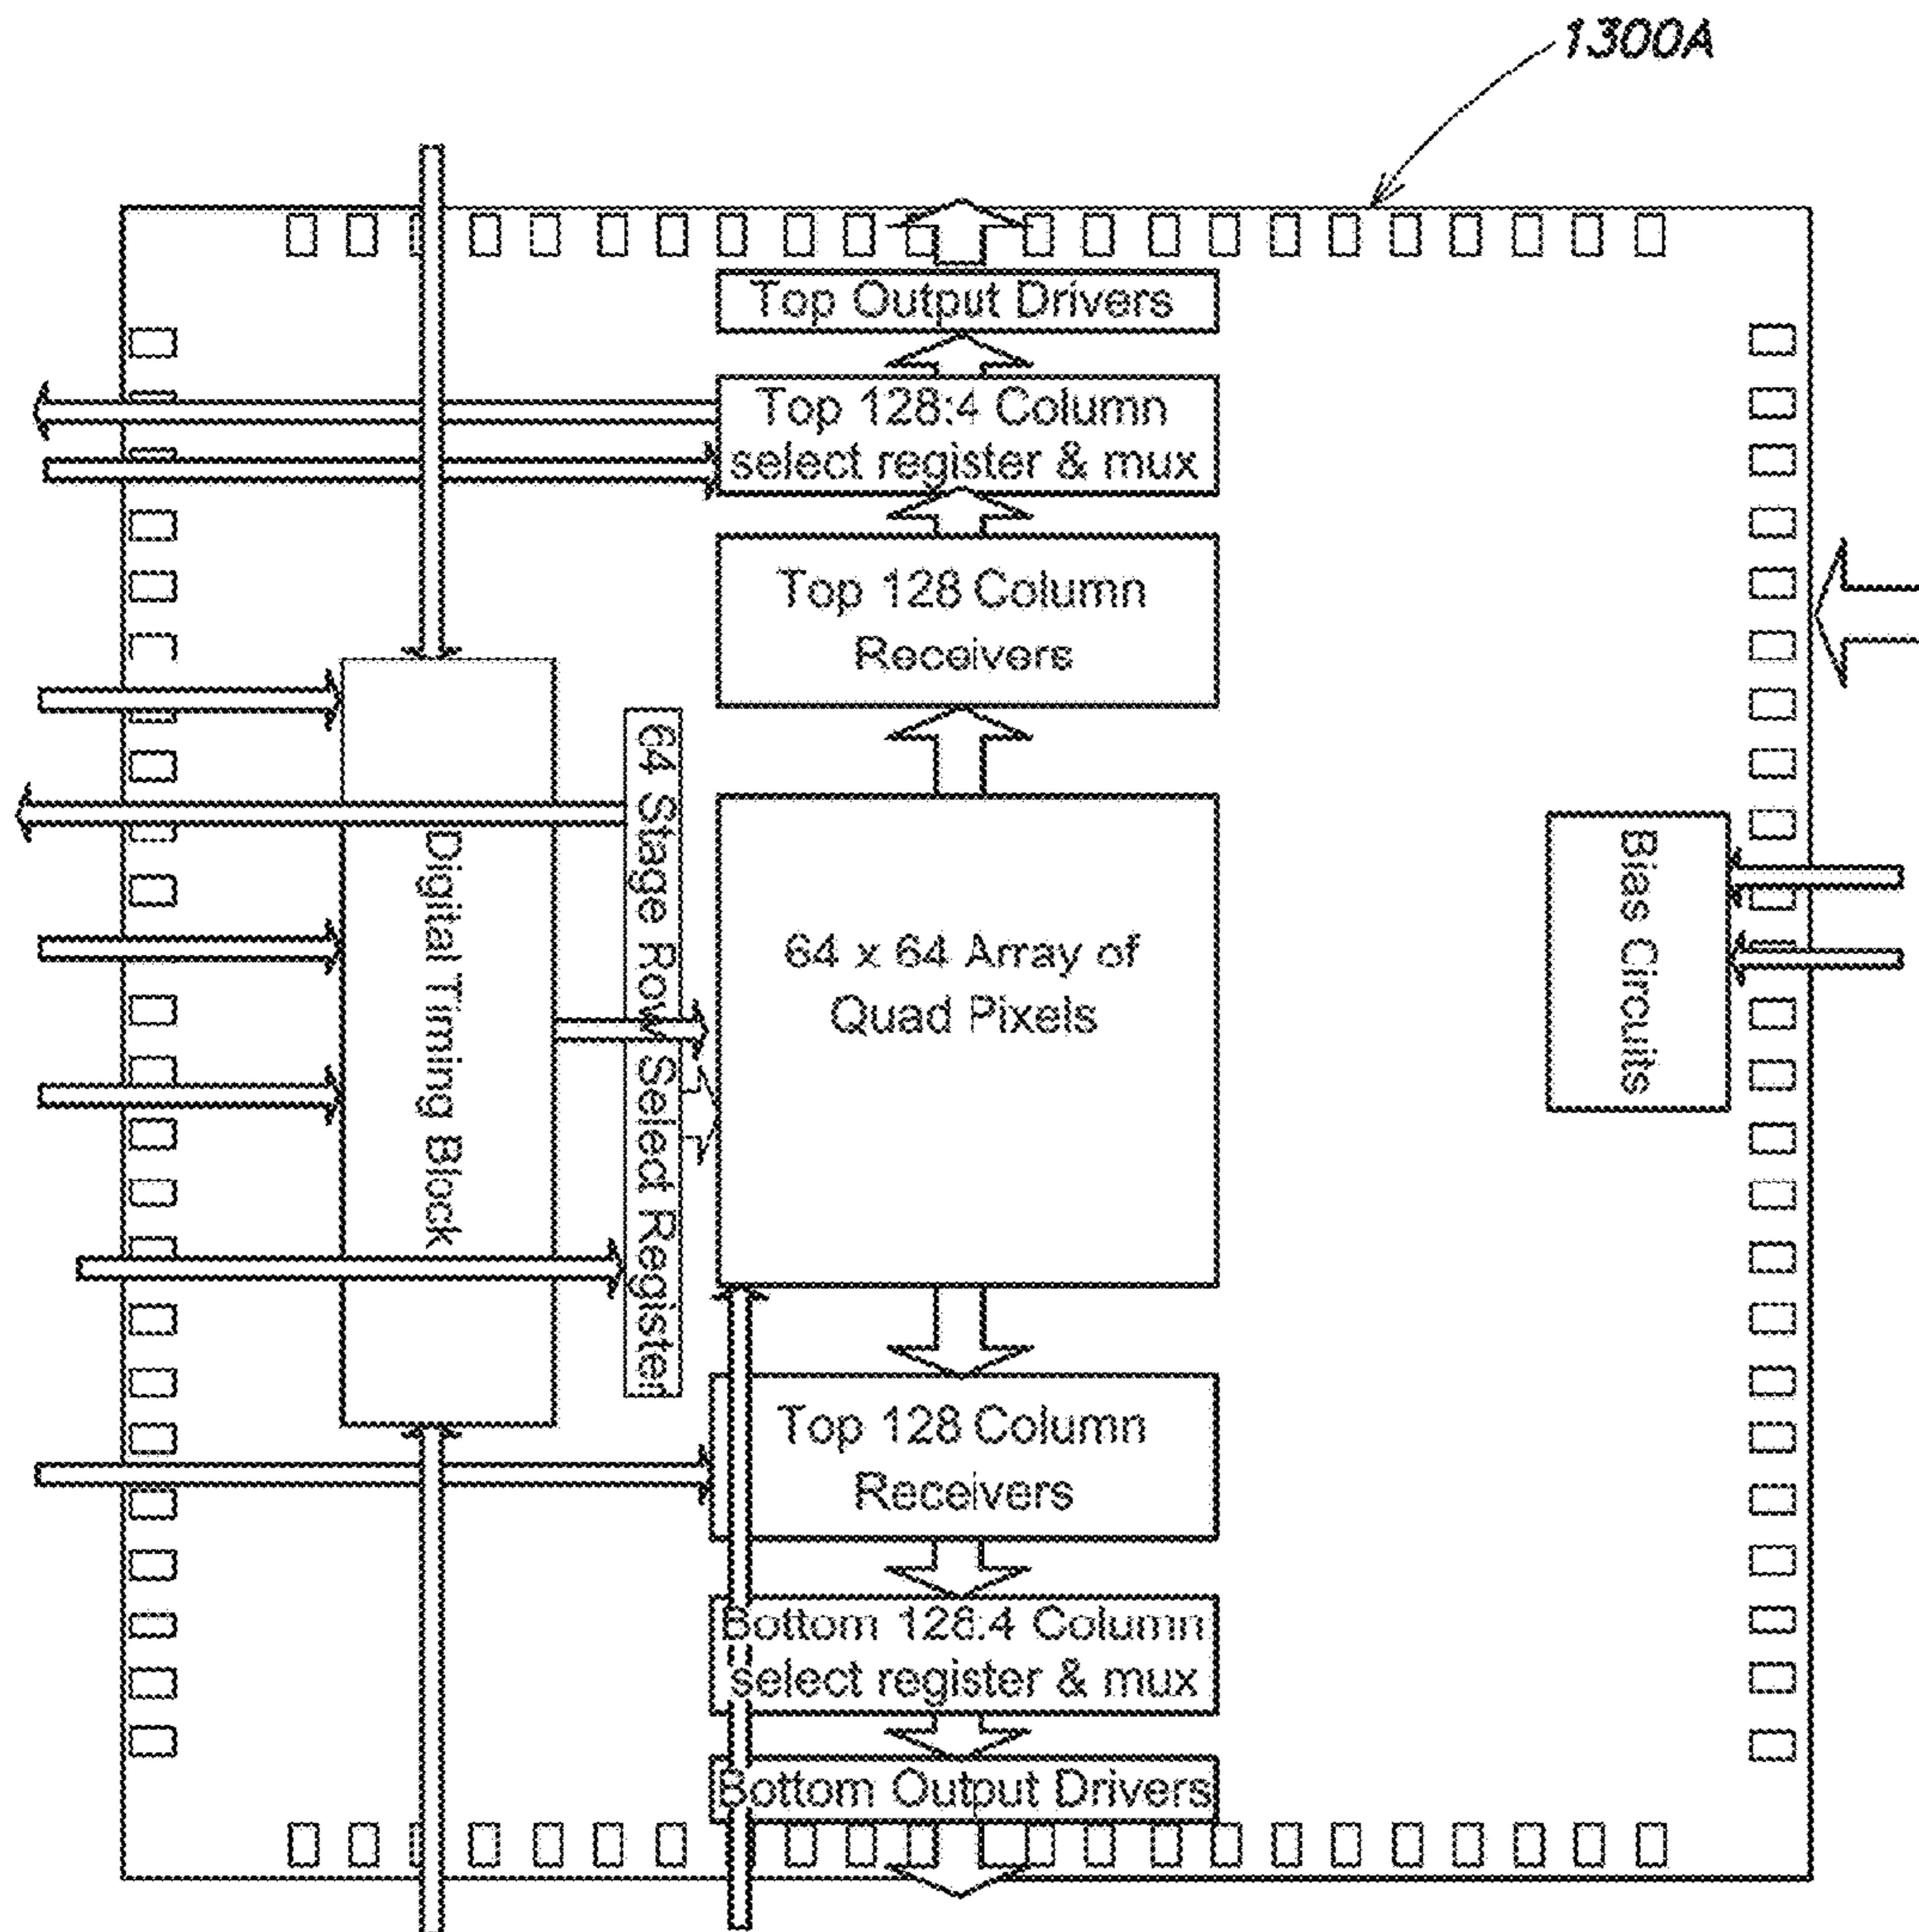 1300A
Top Output Drivers
Top 128:4 Column
select register & mux
Top 128 Column
Receivers
64 Stage Row Select Register
Digital Timing Block
64 x 64 Array of
Quad Pixels
Bias Circuits
Top 128 Column
Receivers
Bottom 128:4 Column
select register & mux
Bottom Output Drivers